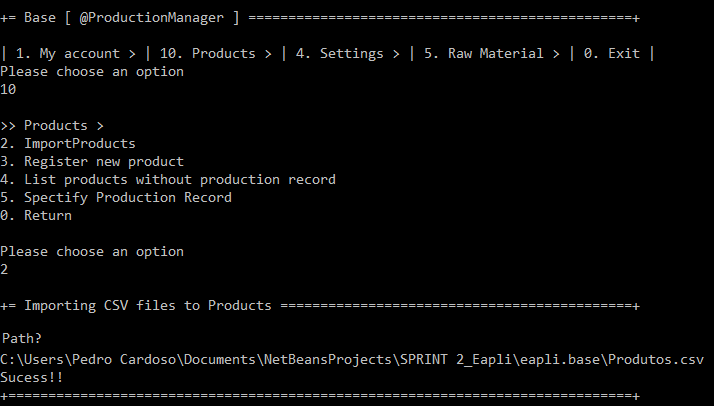 += Base [ @ProductionManager ] ================================================+
| 1. My account > | 10. Products > | 4. Settings > | 5. Raw Material > | 0. Exit |
Please choose an option
10
>> Products >
2. ImportProducts
3. Register new product
4. List products without production record
5. Spectify Production Record
0. Return
Please choose an option
2
+= Importing CSV files to Products ============================================+
Path?
C:\Users\Pedro Cardoso\Documents\NetBeansProjects\SPRINT 2_Eapli\eapli.base\Produtos.csv
Sucess!!
+==============================================================================+